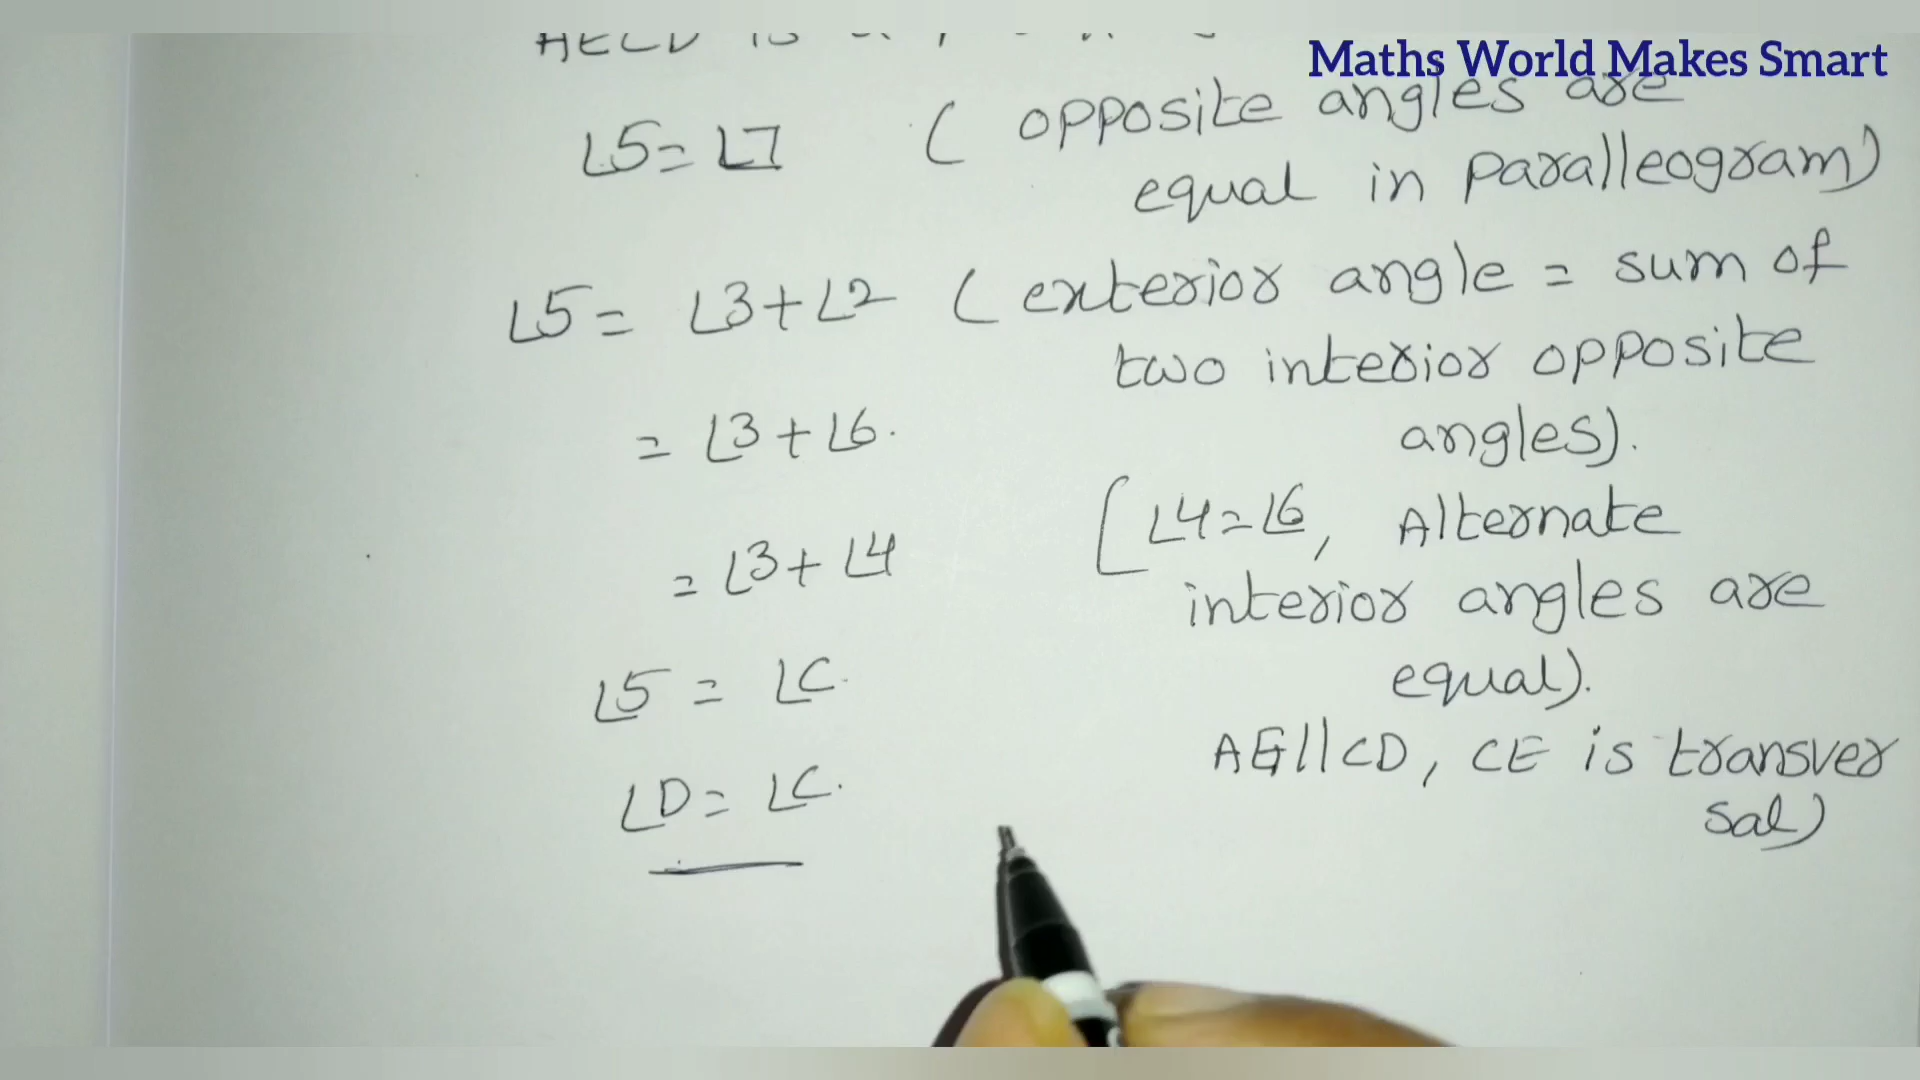 Maths World Makes Smart
AECD is a
∠5 = ∠7 ( opposite angles are
equal in paralleogram)
∠5 = ∠3 + ∠2 ( exterior angle = sum of
two interior opposite
= ∠3 + ∠6. angles).
[ ∠4 = ∠6, Alternate
= ∠3 + ∠4 interior angles are
∠5 = ∠C. equal).
AE || CD, CE is transver
∠D = ∠C. sal)